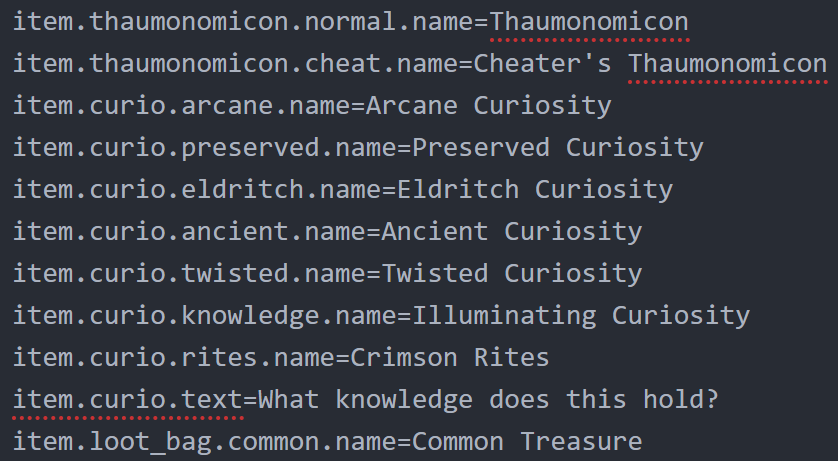 item.thaumonomicon.normal.name=Thaumonomicon
item.thaumonomicon.cheat.name=Cheater's Thaumonomicon
item.curio.arcane.name=Arcane Curiosity
item.curio.preserved.name=Preserved Curiosity
item.curio.eldritch.name=Eldritch Curiosity
item.curio.ancient.name=Ancient Curiosity
item.curio.twisted.name=Twisted Curiosity
item.curio.knowledge.name=Illuminating Curiosity
item.curio.rites.name=Crimson Rites
item.curio.text=What knowledge does this hold?
item.loot_bag.common.name=Common Treasure